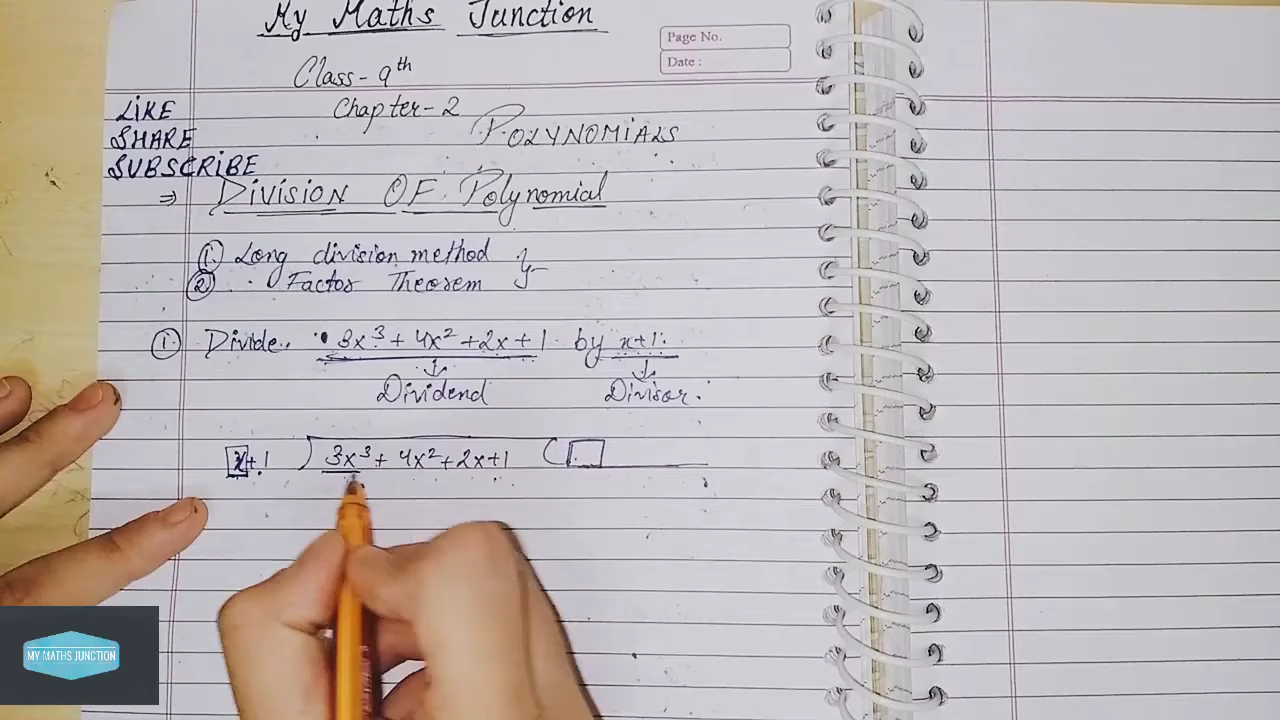 My Maths Junction
Page No.
Date :
Class-9th
Chapter-2
POLYNOMIALS
LIKE
SHARE
SUBSCRIBE
⇒ DIVISION OF Polynomial
① Long division method
② .. Factor Theorem
① Divide.. 3x³ + 4x² + 2x + 1 by x+1.
Dividend
Divisor.
x+1 ) 3x³ + 4x² + 2x + 1 (
MY MATHS JUNCTION